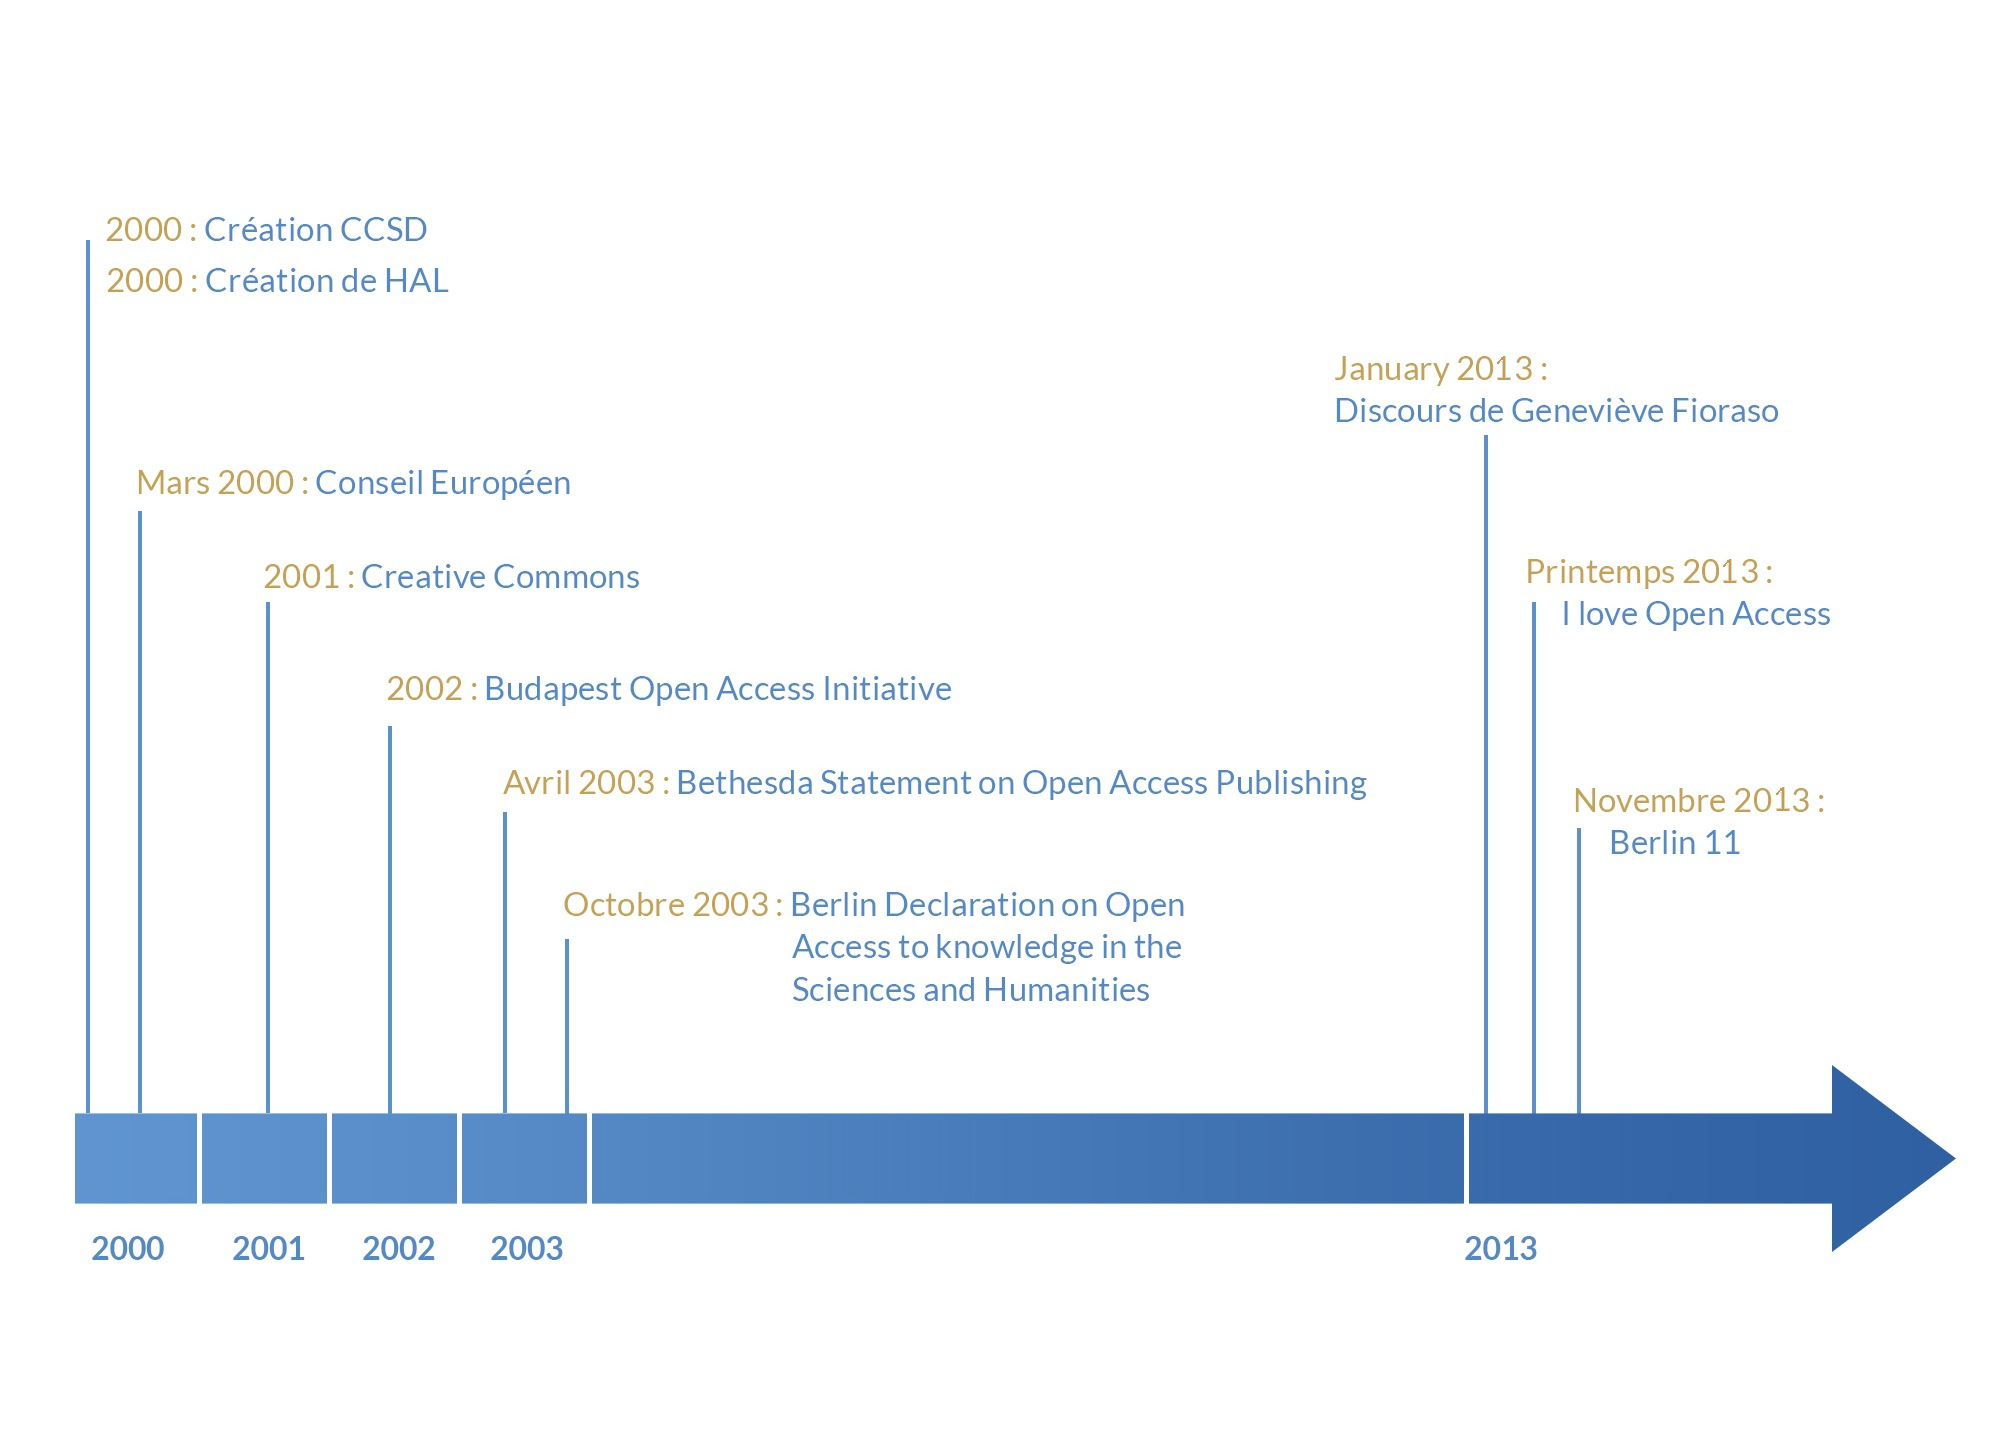 2000 : Création CCSD
2000 : Création de HAL
January 2013 :
Discours de Geneviève Fioraso
Mars 2000 : Conseil Européen
2001 : Creative Commons
Printemps 2013 :
I love Open Access
2002 : Budapest Open Access Initiative
Avril 2003 : Bethesda Statement on Open Access Publishing
Novembre 2013 :
Berlin 11
Octobre 2003 : Berlin Declaration on Open
Access to knowledge in the
Sciences and Humanities
2000 2001 2002 2003 2013